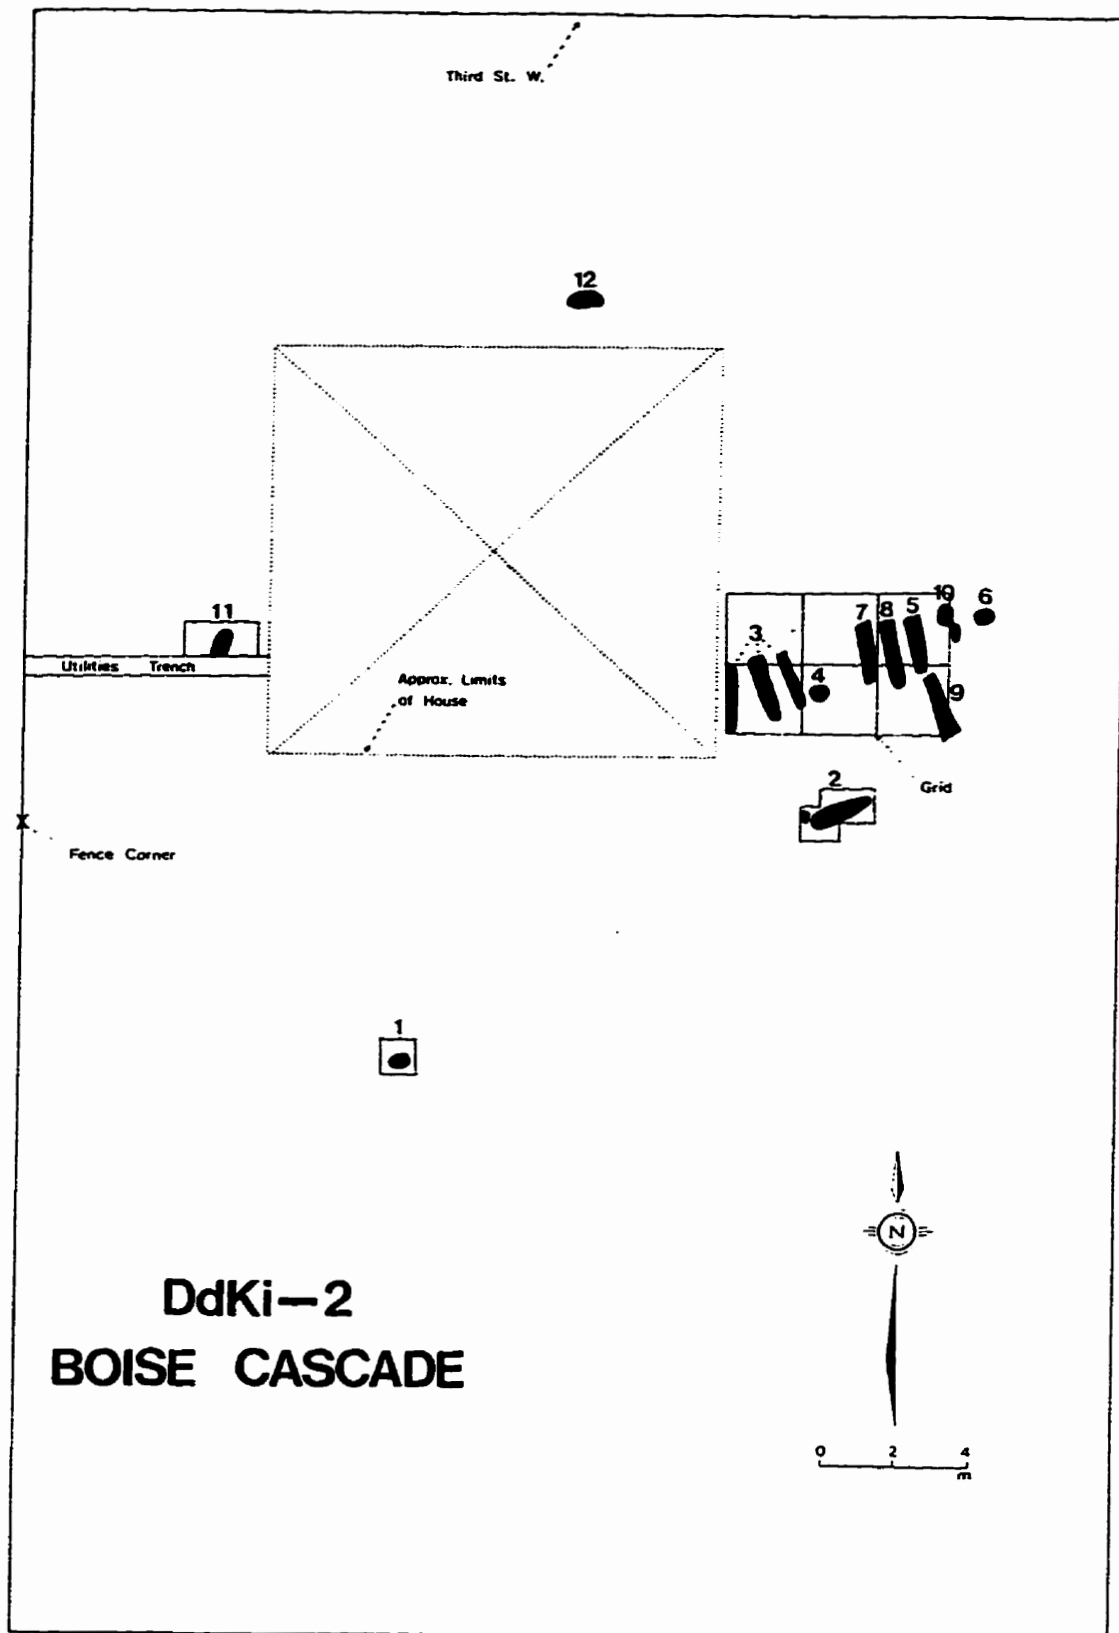 Third St. W.
12
11
Utilities Trench
Approx. Limits
of House
3
4
7
8
5
10
6
9
Grid
2
Fence Corner
X
1
N
DdKi—2
BOISE CASCADE
0 2 4
m